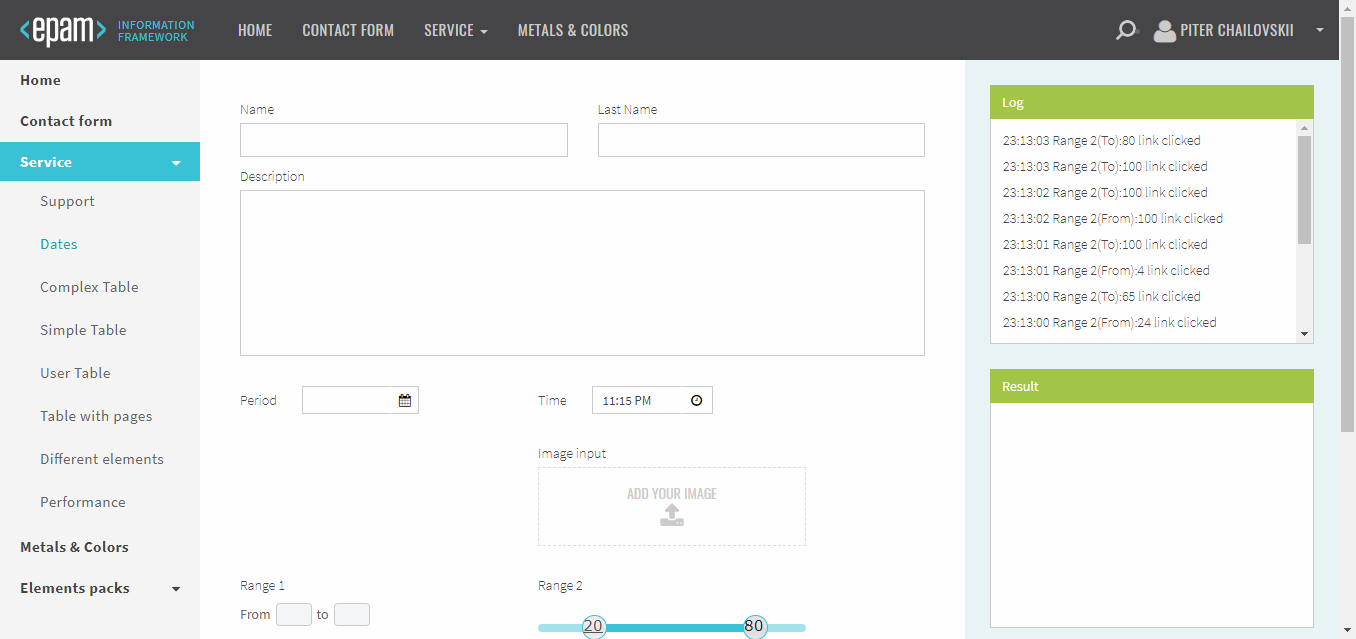 <epam>
INFORMATION
FRAMEWORK
HOME
CONTACT FORM
SERVICE
METALS & COLORS
PITER CHAILOVSKII
Home
Contact form
Service
Support
Dates
Complex Table
Simple Table
User Table
Table with pages
Different elements
Performance
Metals & Colors
Elements packs
Name
Last Name
Description
Period
Time
11:15 PM
Image input
ADD YOUR IMAGE
Range 1
From
to
Range 2
20
80
Log
23:13:03 Range 2(To):80 link clicked
23:13:03 Range 2(To):100 link clicked
23:13:02 Range 2(To):100 link clicked
23:13:02 Range 2(From):100 link clicked
23:13:01 Range 2(To):100 link clicked
23:13:01 Range 2(From):4 link clicked
23:13:00 Range 2(To):65 link clicked
23:13:00 Range 2(From):24 link clicked
Result